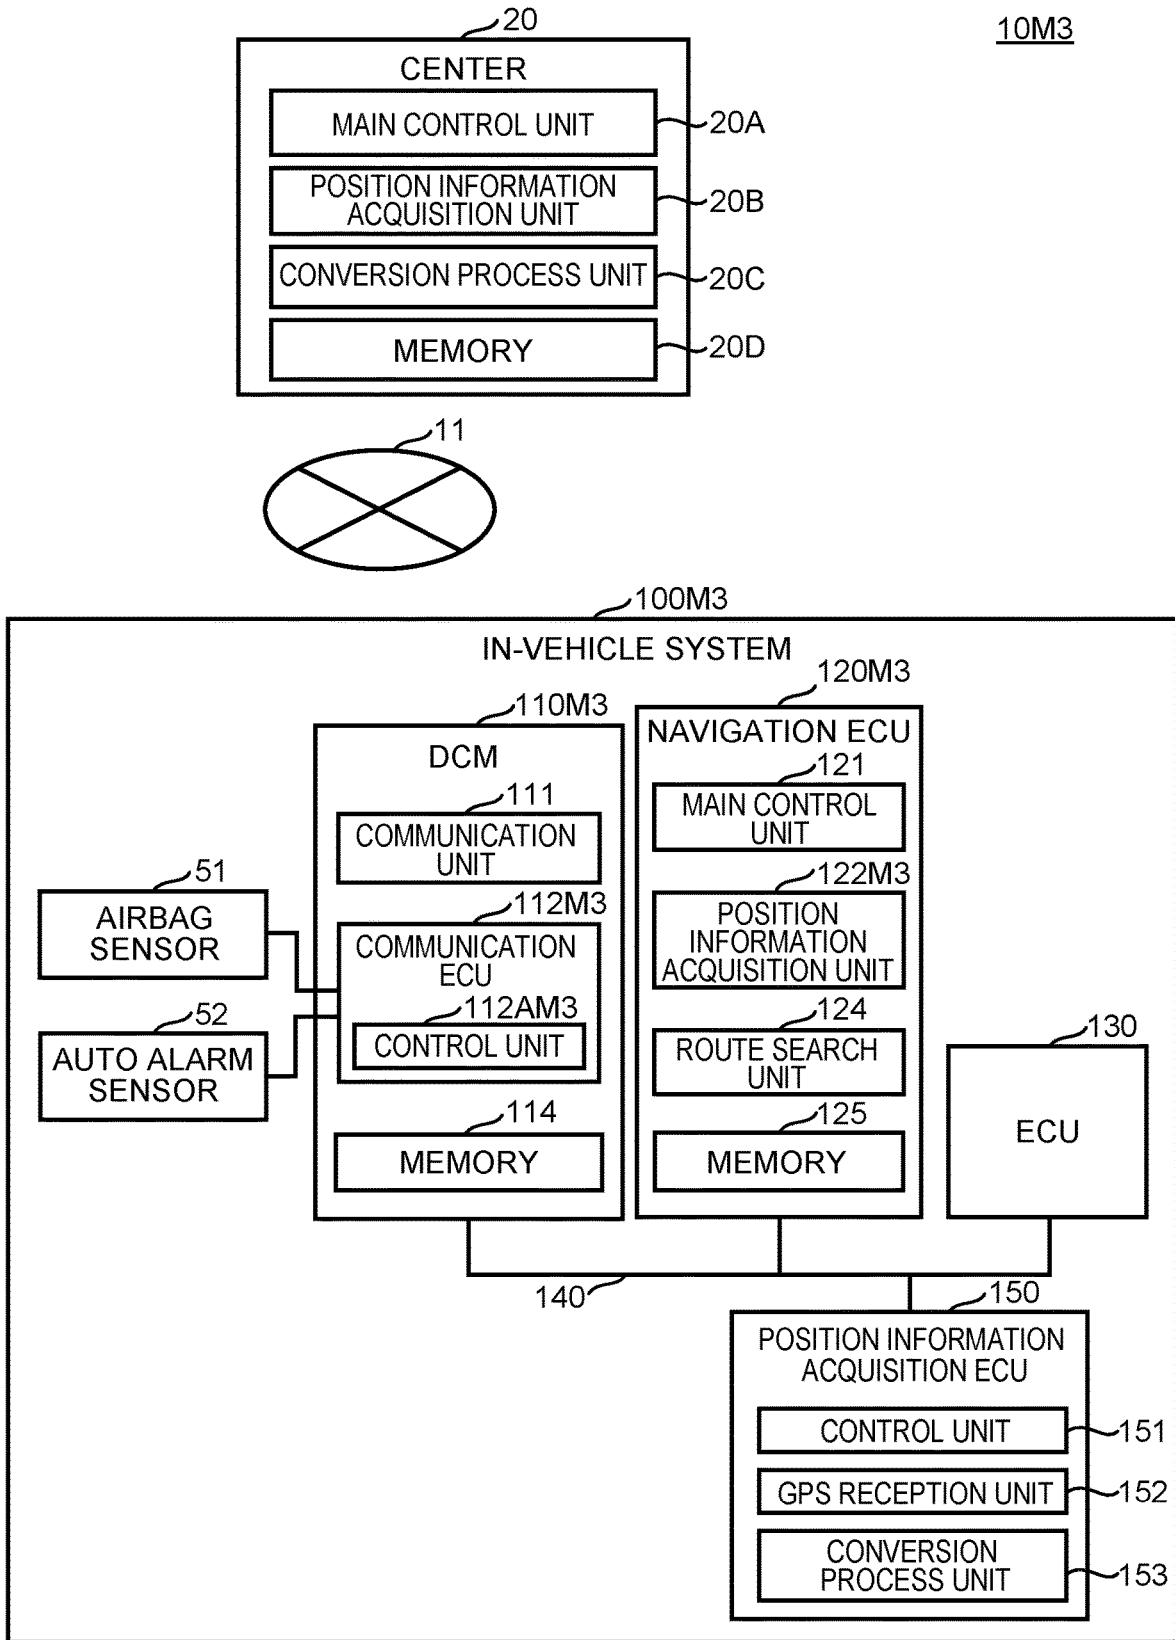 20
10M3
CENTER
MAIN CONTROL UNIT
20A
POSITION INFORMATION
ACQUISITION UNIT
20B
CONVERSION PROCESS UNIT
20C
MEMORY
20D
11
100M3
IN-VEHICLE SYSTEM
110M3
DCM
111
COMMUNICATION
UNIT
112M3
COMMUNICATION
ECU
112AM3
CONTROL UNIT
114
MEMORY
51
AIRBAG
SENSOR
52
AUTO ALARM
SENSOR
120M3
NAVIGATION ECU
121
MAIN CONTROL
UNIT
122M3
POSITION
INFORMATION
ACQUISITION UNIT
124
ROUTE SEARCH
UNIT
125
MEMORY
130
ECU
140
150
POSITION INFORMATION
ACQUISITION ECU
CONTROL UNIT
151
GPS RECEPTION UNIT
152
CONVERSION
PROCESS UNIT
153